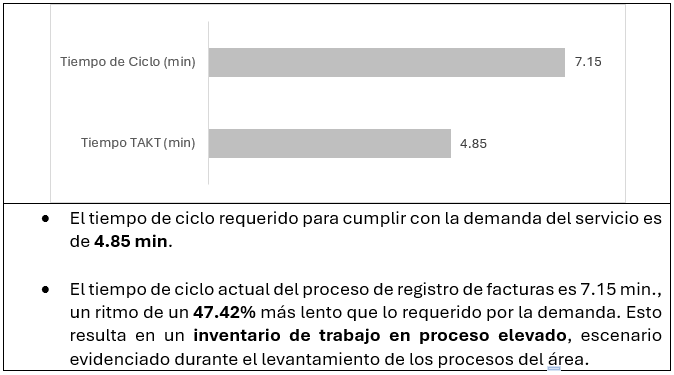 Tiempo de Ciclo (min) 7.15
Tiempo TAKT (min) 4.85
• El tiempo de ciclo requerido para cumplir con la demanda del servicio es
de 4.85 min.
• El tiempo de ciclo actual del proceso de registro de facturas es 7.15 min.,
un ritmo de un 47.42% más lento que lo requerido por la demanda. Esto
resulta en un inventario de trabajo en proceso elevado, escenario
evidenciado durante el levantamiento de los procesos del área.